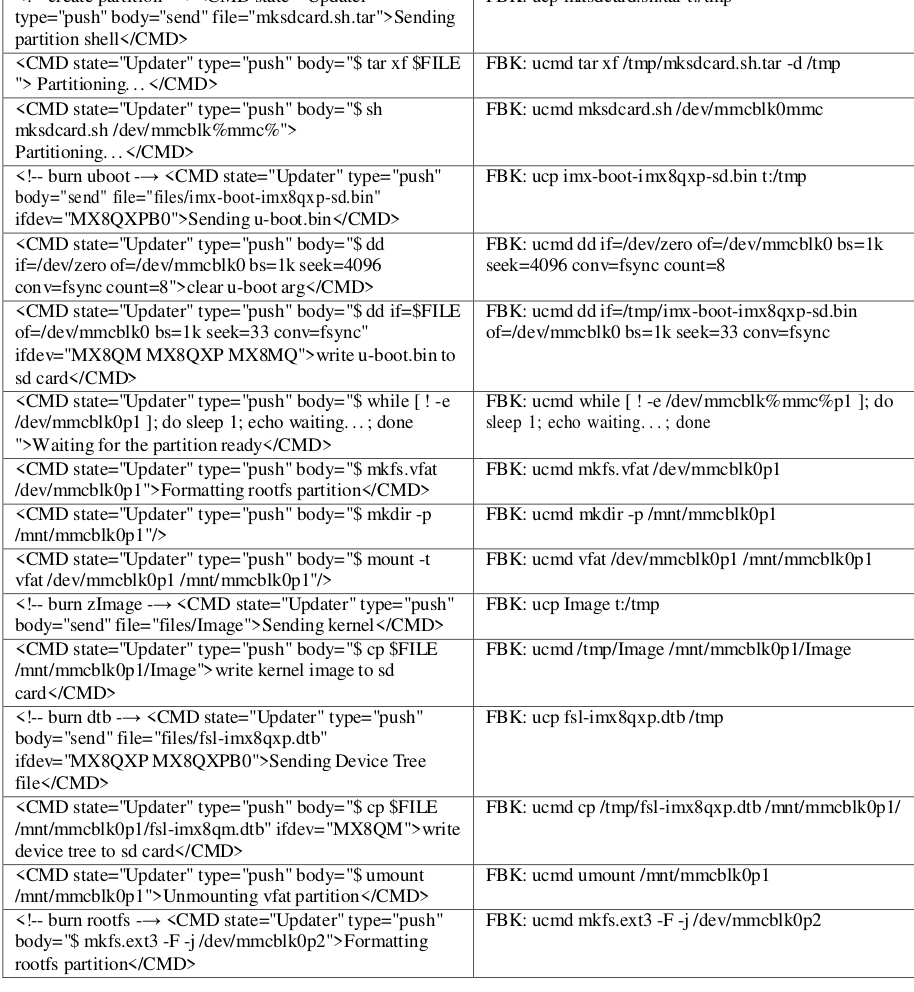 type="push" body="send" file="mksdcard.sh.tar">Sending
partition shell</CMD>
<CMD state="Updater" type="push" body="$ tar xf $FILE
"> Partitioning. . . </CMD>
FBK: ucmd tar xf /tmp/mksdcard.sh.tar -d /tmp
<CMD state="Updater" type="push" body="$ sh
mksdcard.sh /dev/mmcblk%mmc%">
Partitioning. . . </CMD>
FBK: ucmd mksdcard.sh /dev/mmcblk0mmc
<!-- burn uboot -→ <CMD state="Updater" type="push"
body="send" file="files/imx-boot-imx8qxp-sd.bin"
ifdev="MX8QXPB0">Sending u-boot.bin</CMD>
FBK: ucp imx-boot-imx8qxp-sd.bin t:/tmp
<CMD state="Updater" type="push" body="$ dd
if=/dev/zero of=/dev/mmcblk0 bs=1k seek=4096
conv=fsync count=8">clear u-boot arg</CMD>
FBK: ucmd dd if=/dev/zero of=/dev/mmcblk0 bs=1k
seek=4096 conv=fsync count=8
<CMD state="Updater" type="push" body="$ dd if=$FILE
of=/dev/mmcblk0 bs=1k seek=33 conv=fsync"
ifdev="MX8QM MX8QXP MX8MQ">write u-boot.bin to
sd card</CMD>
FBK: ucmd dd if=/tmp/imx-boot-imx8qxp-sd.bin
of=/dev/mmcblk0 bs=1k seek=33 conv=fsync
<CMD state="Updater" type="push" body="$ while [ ! -e
/dev/mmcblk0p1 ]; do sleep 1; echo waiting. . . ; done
">Waiting for the partition ready</CMD>
FBK: ucmd while [ ! -e /dev/mmcblk%mmc%p1 ]; do
sleep 1; echo waiting. . . ; done
<CMD state="Updater" type="push" body="$ mkfs.vfat
/dev/mmcblk0p1">Formatting rootfs partition</CMD>
FBK: ucmd mkfs.vfat /dev/mmcblk0p1
<CMD state="Updater" type="push" body="$ mkdir -p
/mnt/mmcblk0p1"/>
FBK: ucmd mkdir -p /mnt/mmcblk0p1
<CMD state="Updater" type="push" body="$ mount -t
vfat /dev/mmcblk0p1 /mnt/mmcblk0p1"/>
FBK: ucmd vfat /dev/mmcblk0p1 /mnt/mmcblk0p1
<!-- burn zImage -→ <CMD state="Updater" type="push"
body="send" file="files/Image">Sending kernel</CMD>
FBK: ucp Image t:/tmp
<CMD state="Updater" type="push" body="$ cp $FILE
/mnt/mmcblk0p1/Image">write kernel image to sd
card</CMD>
FBK: ucmd /tmp/Image /mnt/mmcblk0p1/Image
<!-- burn dtb -→ <CMD state="Updater" type="push"
body="send" file="files/fsl-imx8qxp.dtb"
ifdev="MX8QXP MX8QXPB0">Sending Device Tree
file</CMD>
FBK: ucp fsl-imx8qxp.dtb /tmp
<CMD state="Updater" type="push" body="$ cp $FILE
/mnt/mmcblk0p1/fsl-imx8qm.dtb" ifdev="MX8QM">write
device tree to sd card</CMD>
FBK: ucmd cp /tmp/fsl-imx8qxp.dtb /mnt/mmcblk0p1/
<CMD state="Updater" type="push" body="$ umount
/mnt/mmcblk0p1">Unmounting vfat partition</CMD>
FBK: ucmd umount /mnt/mmcblk0p1
<!-- burn rootfs -→ <CMD state="Updater" type="push"
body="$ mkfs.ext3 -F -j /dev/mmcblk0p2">Formatting
rootfs partition</CMD>
FBK: ucmd mkfs.ext3 -F -j /dev/mmcblk0p2